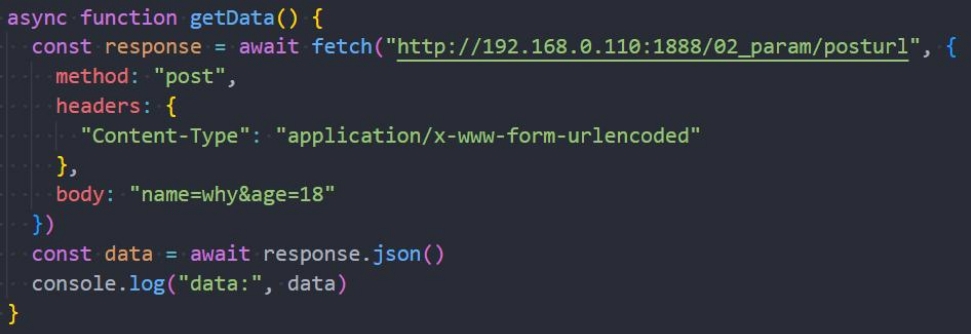 async function getData() {
  const response = await fetch("http://192.168.0.110:1888/02_param/posturl", {
    method: "post",
    headers: {
      "Content-Type": "application/x-www-form-urlencoded"
    },
    body: "name=why&age=18"
  })
  const data = await response.json()
  console.log("data:", data)
}